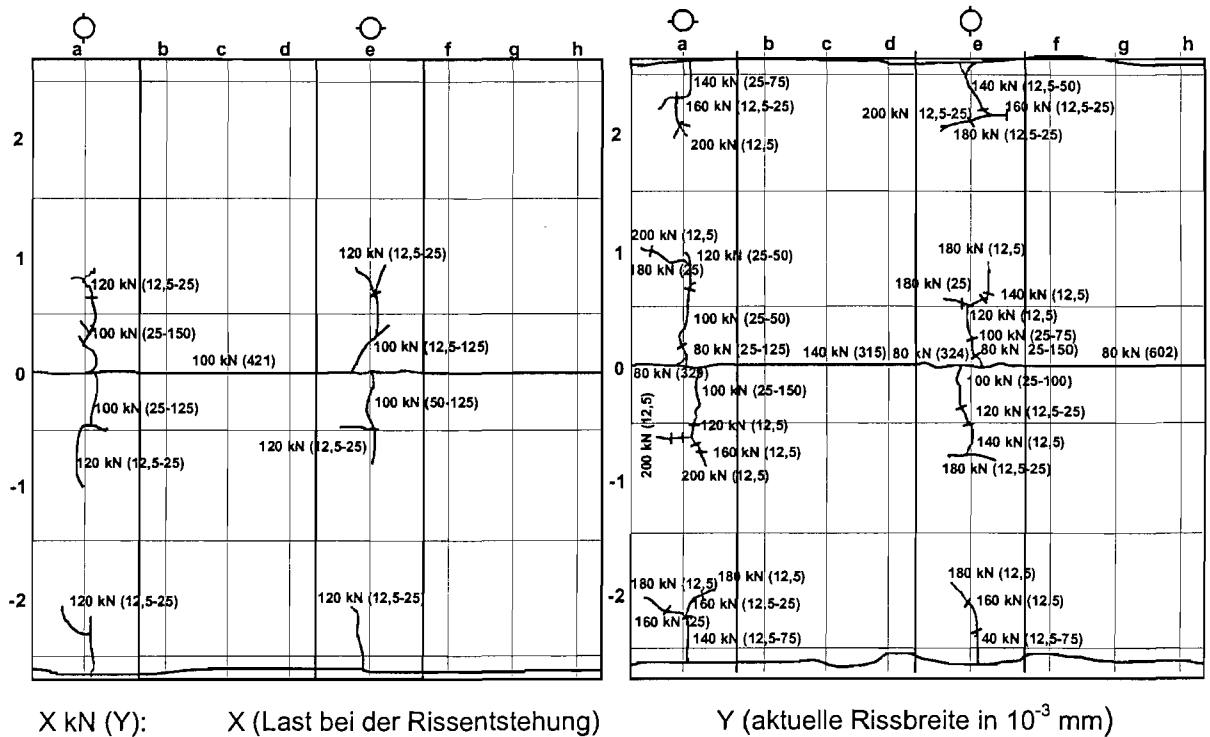 a b c d e f g h
2
1
0
-1
-2
120 kN (12,5-25)
120 kN (12,5-25)
100 kN (25-150)
100 kN (12,5-125)
100 kN (421)
100 kN (50-125)
100 kN (25-125)
120 kN (12,5-25)
120 kN (12,5-25)
120 kN (12,5-25)
120 kN (12,5-25)
a b c d e f g h
2
1
0
-1
-2
140 kN (25-75)
140 kN (12,5-50)
160 kN (12,5-25)
200 kN (12,5-25)
160 kN (12,5-25)
180 kN (12,5-25)
200 kN (12,5)
200 kN (12,5)
120 kN (25-50)
180 kN (12,5)
180 kN (25)
180 kN (25)
140 kN (12,5)
100 kN (25-50)
120 kN (12,5)
100 kN (25-75)
80 kN (25-125)
140 kN (315)
80 kN (324)
80 kN (25-150)
80 kN (602)
80 kN (329)
100 kN (25-150)
100 kN (25-100)
200 kN (12,5)
120 kN (12,5)
120 kN (12,5-25)
160 kN (12,5)
140 kN (12,5)
200 kN (12,5)
180 kN (12,5-25)
180 kN (12,5)
180 kN (12,5)
180 kN (12,5)
160 kN (12,5-25)
160 kN (12,5)
160 kN (25)
140 kN (12,5-75)
40 kN (12,5-75)
X kN (Y): X (Last bei der Rissentstehung) Y (aktuelle Rissbreite in 10⁻³ mm)